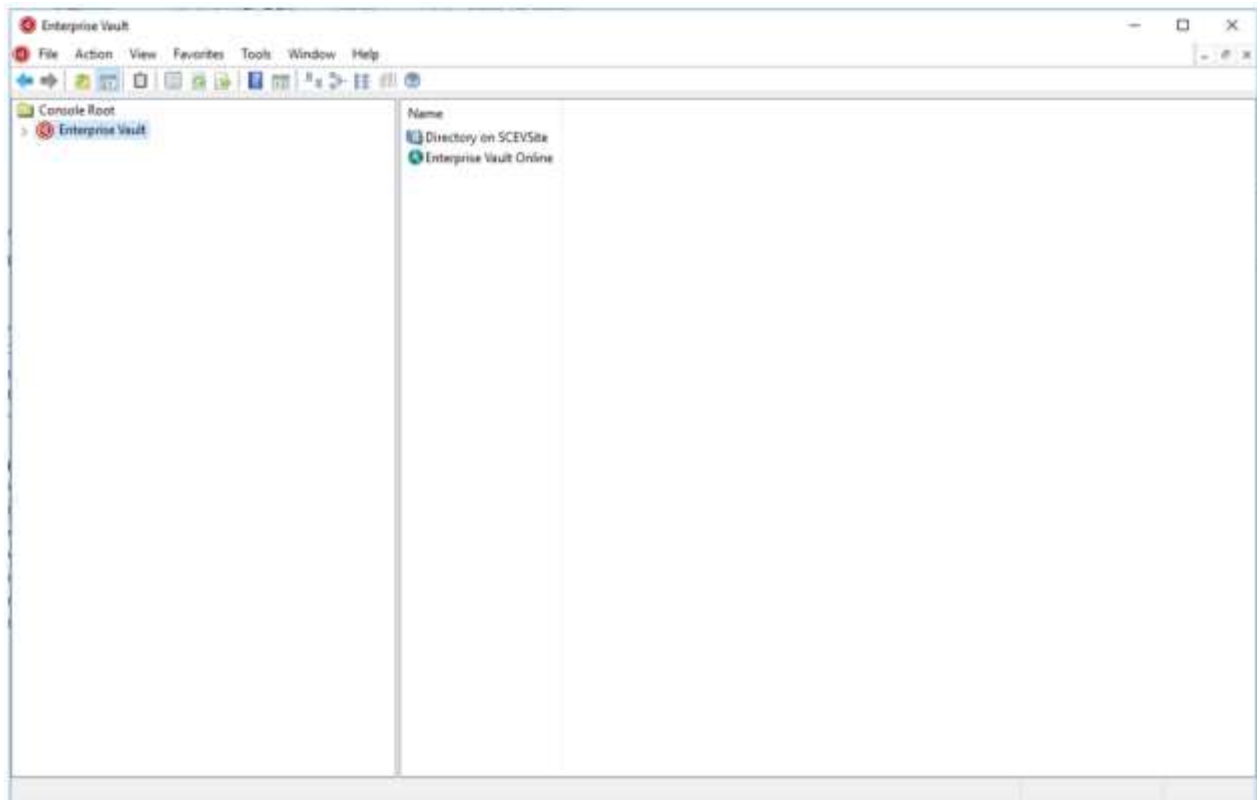 Enterprise Vault
File Action View Favorites Tools Window Help
Console Root
Enterprise Vault
Name
Directory on SCEVSite
Enterprise Vault Online